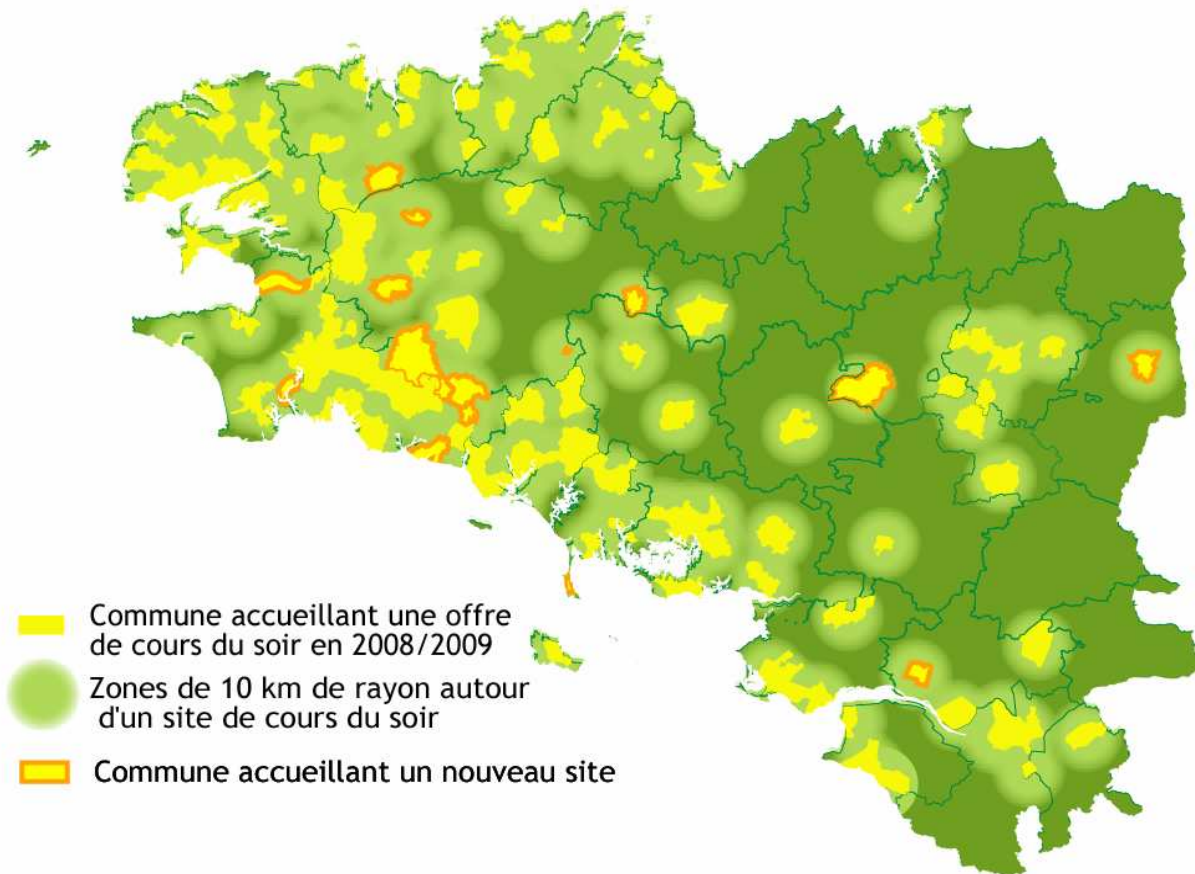 Commune accueillant une offre
de cours du soir en 2008/2009
Zones de 10 km de rayon autour
d'un site de cours du soir
Commune accueillant un nouveau site